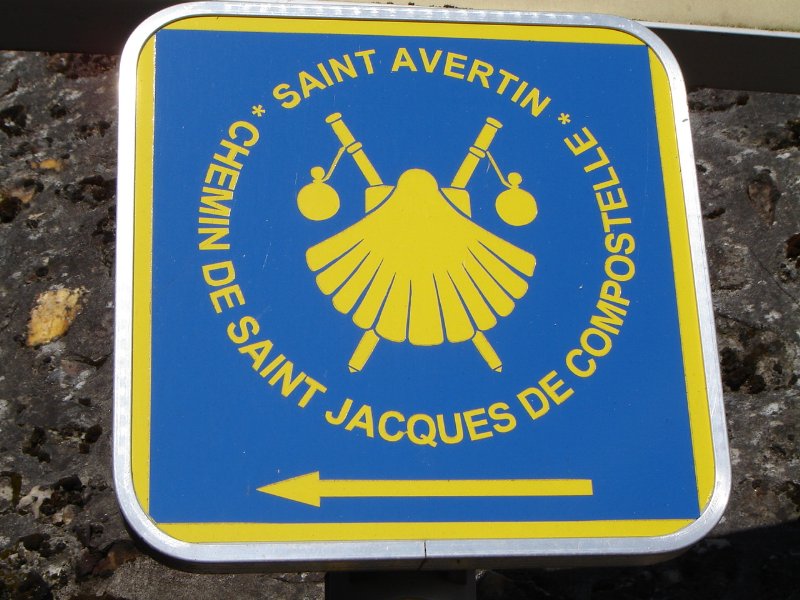 * SAINT AVERTIN *
CHEMIN DE SAINT JACQUES DE COMPOSTELLE